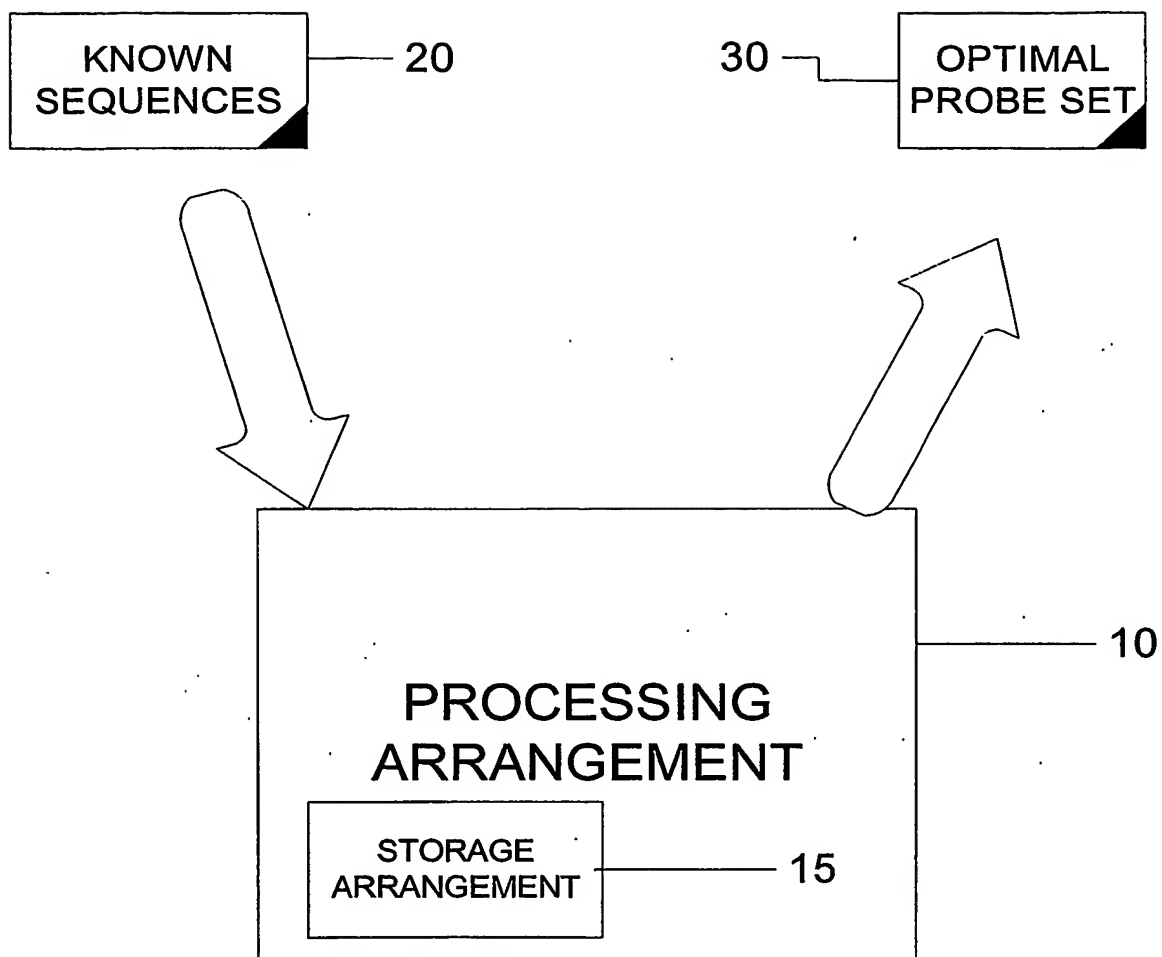 KNOWN
SEQUENCES
20
30
OPTIMAL
PROBE SET
10
PROCESSING
ARRANGEMENT
STORAGE
ARRANGEMENT
15